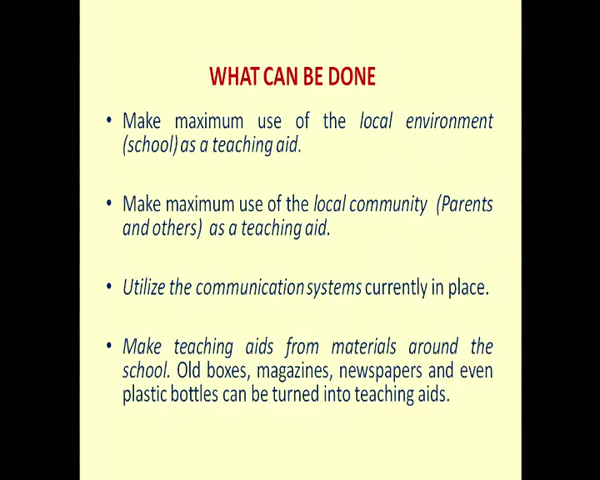 WHAT CAN BE DONE
• Make maximum use of the local environment
(school) as a teaching aid.
• Make maximum use of the local community (Parents
and others) as a teaching aid.
• Utilize the communication systems currently in place.
• Make teaching aids from materials around the
school. Old boxes, magazines, newspapers and even
plastic bottles can be turned into teaching aids.